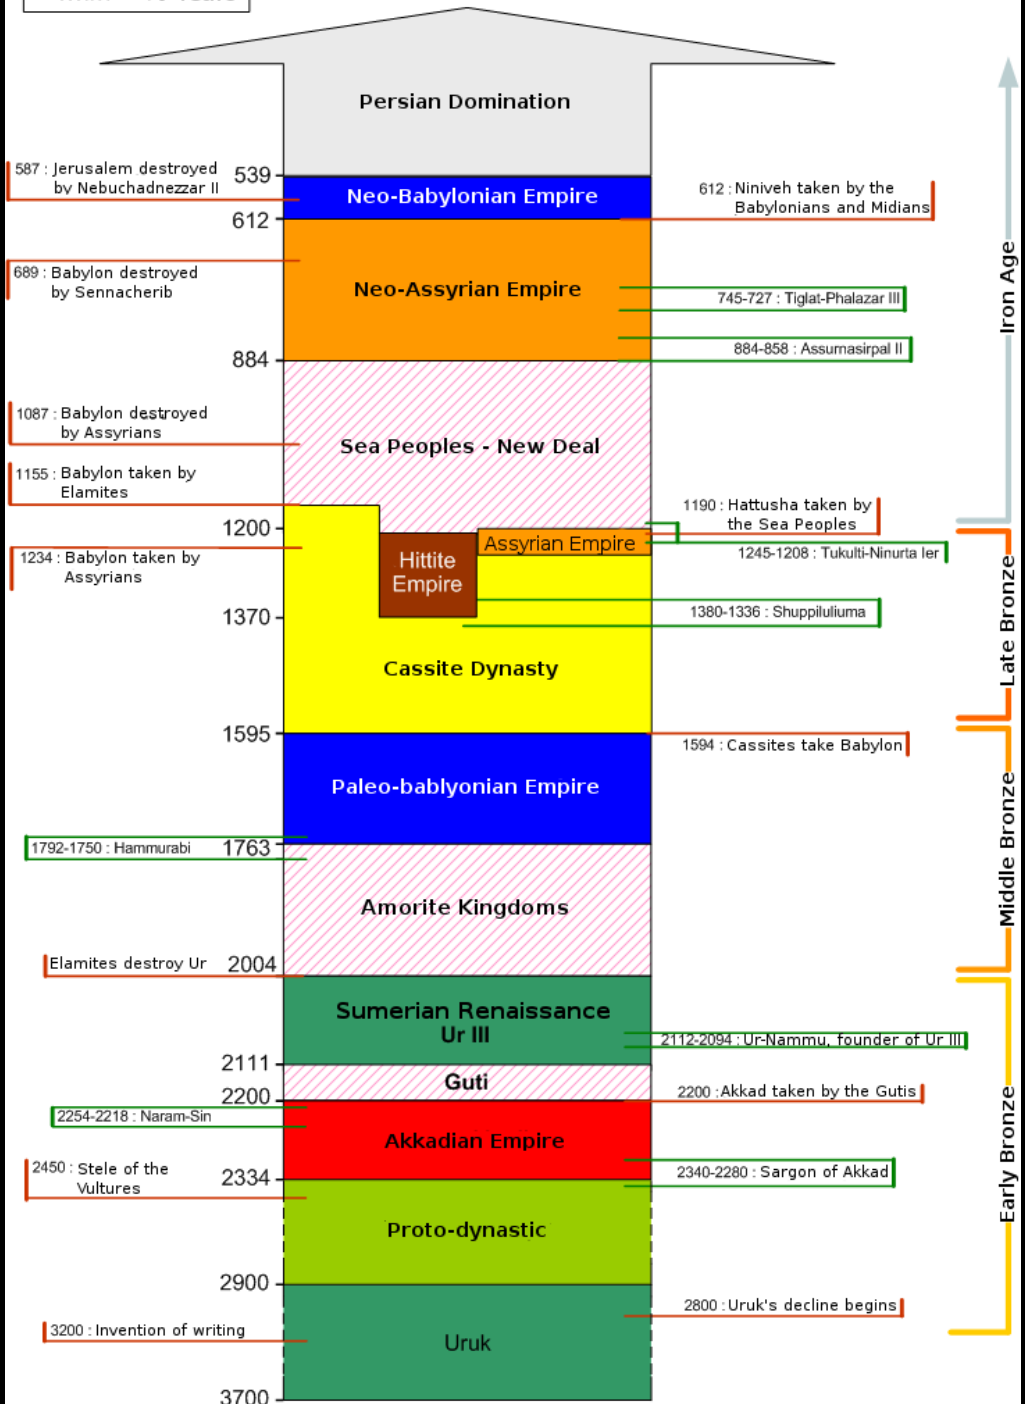 Persian Domination
587 : Jerusalem destroyed
by Nebuchadnezzar II
539
Neo-Babylonian Empire
612 : Niniveh taken by the
Babylonians and Midians
612
689 : Babylon destroyed
by Sennacherib
Neo-Assyrian Empire
745-727 : Tiglat-Phalazar III
884-858 : Assurnasirpal II
884
Iron Age
1087 : Babylon destroyed
by Assyrians
Sea Peoples - New Deal
1155 : Babylon taken by
Elamites
1190 : Hattusha taken by
the Sea Peoples
1200
Assyrian Empire
1245-1208 : Tukulti-Ninurta Ier
1234 : Babylon taken by
Assyrians
Hittite
Empire
1380-1336 : Shuppiluliuma
1370
Late Bronze
Cassite Dynasty
1595
1594 : Cassites take Babylon
Paleo-bablyonian Empire
1792-1750 : Hammurabi
1763
Middle Bronze
Amorite Kingdoms
Elamites destroy Ur
2004
Sumerian Renaissance
Ur III
2112-2094 : Ur-Nammu, founder of Ur III
2111
Guti
2200 : Akkad taken by the Gutis
2200
2254-2218 : Naram-Sin
Akkadian Empire
2450 : Stele of the
Vultures
2340-2280 : Sargon of Akkad
2334
Early Bronze
Proto-dynastic
2900
2800 : Uruk's decline begins
3200 : Invention of writing
Uruk
3700